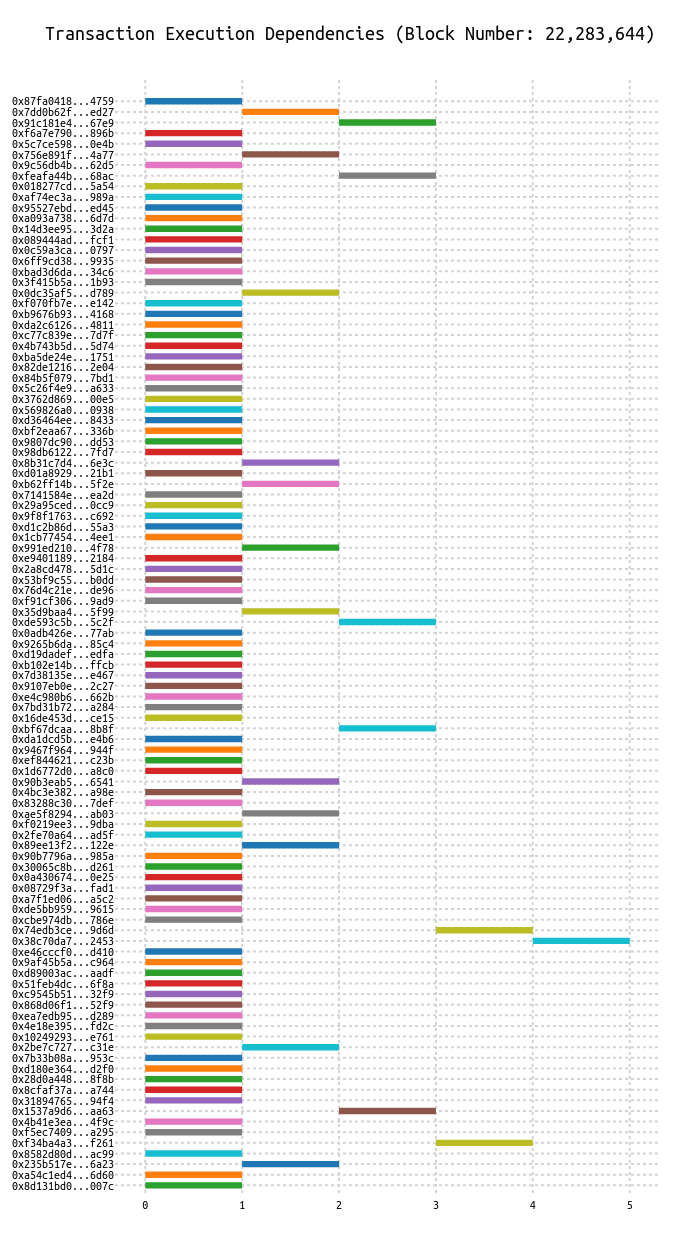 Transaction Execution Dependencies (Block Number: 22,283,644)
0x87fa0418...4759
0x7dd0b62f...ed27
0x91c181e4...67e9
0xf6a7e790...896b
0x5c7ce598...0e4b
0x756e891f...4a77
0x9c56db4b...62d5
0xfeafa44b...68ac
0x018277cd...5a54
0xaf74ec3a...989a
0x95527ebd...ed45
0xa093a738...6d7d
0x14d3ee95...3d2a
0x089444ad...fcf1
0x0c59a3ca...0797
0x6ff9cd38...9935
0xbad3d6da...34c6
0x3f415b5a...1b93
0x0dc35af5...d789
0xf070fb7e...e142
0xb9676b93...4168
0xda2c6126...4811
0xc77c839e...7d7f
0x4b743b5d...5d74
0xba5de24e...1751
0x82de1216...2e04
0x84b5f079...7bd1
0x5c26f4e9...a633
0x3762d869...00e5
0x569826a0...0938
0xd36464ee...8433
0xbf2eaa67...336b
0x9807dc90...dd53
0x98db6122...7fd7
0x8b31c7d4...6e3c
0xd01a8929...21b1
0xb62ff14b...5f2e
0x7141584e...ea2d
0x29a95ced...0cc9
0x9f8f1763...c692
0xd1c2b86d...55a3
0x1cb77454...4ee1
0x991ed210...4f78
0xe9401189...2184
0x2a8cd478...5d1c
0x53bf9c55...b0dd
0x76d4c21e...de96
0xf91cf306...9ad9
0x35d9baa4...5f99
0xde593c5b...5c2f
0x0adb426e...77ab
0x9265b6da...85c4
0xd19dadef...edfa
0xb102e14b...ffcb
0x7d38135e...e467
0x9107eb0e...2c27
0xe4c980b6...662b
0x7bd31b72...a284
0x16de453d...ce15
0xbf67dcaa...8b8f
0xda1dcd5b...e4b6
0x9467f964...944f
0xef844621...c23b
0x1d6772d0...a8c0
0x90b3eab5...6541
0x4bc3e382...a98e
0x83288c30...7def
0xae5f8294...ab03
0xf0219ee3...9dba
0x2fe70a64...ad5f
0x89ee13f2...122e
0x90b7796a...985a
0x30065c8b...d261
0x0a430674...0e25
0x08729f3a...fad1
0xa7f1ed06...a5c2
0xde5bb959...9615
0xcbe974db...786e
0x74edb3ce...9d6d
0x38c70da7...2453
0xe46cccf0...d410
0x9af45b5a...c964
0xd89003ac...aadf
0x51feb4dc...6f8a
0xc9545b51...32f9
0x868d06f1...52f9
0xea7edb95...d289
0x4e18e395...fd2c
0x10249293...e761
0x2be7c727...c31e
0x7b33b08a...953c
0xd180e364...d2f0
0x28d0a448...8f8b
0x8cfaf37a...a744
0x31894765...94f4
0x1537a9d6...aa63
0x4b41e3ea...4f9c
0xf5ec7409...a295
0xf34ba4a3...f261
0x8582d80d...ac99
0x235b517e...6a23
0xa54c1ed4...6d60
0x8d131bd0...007c
0 1 2 3 4 5